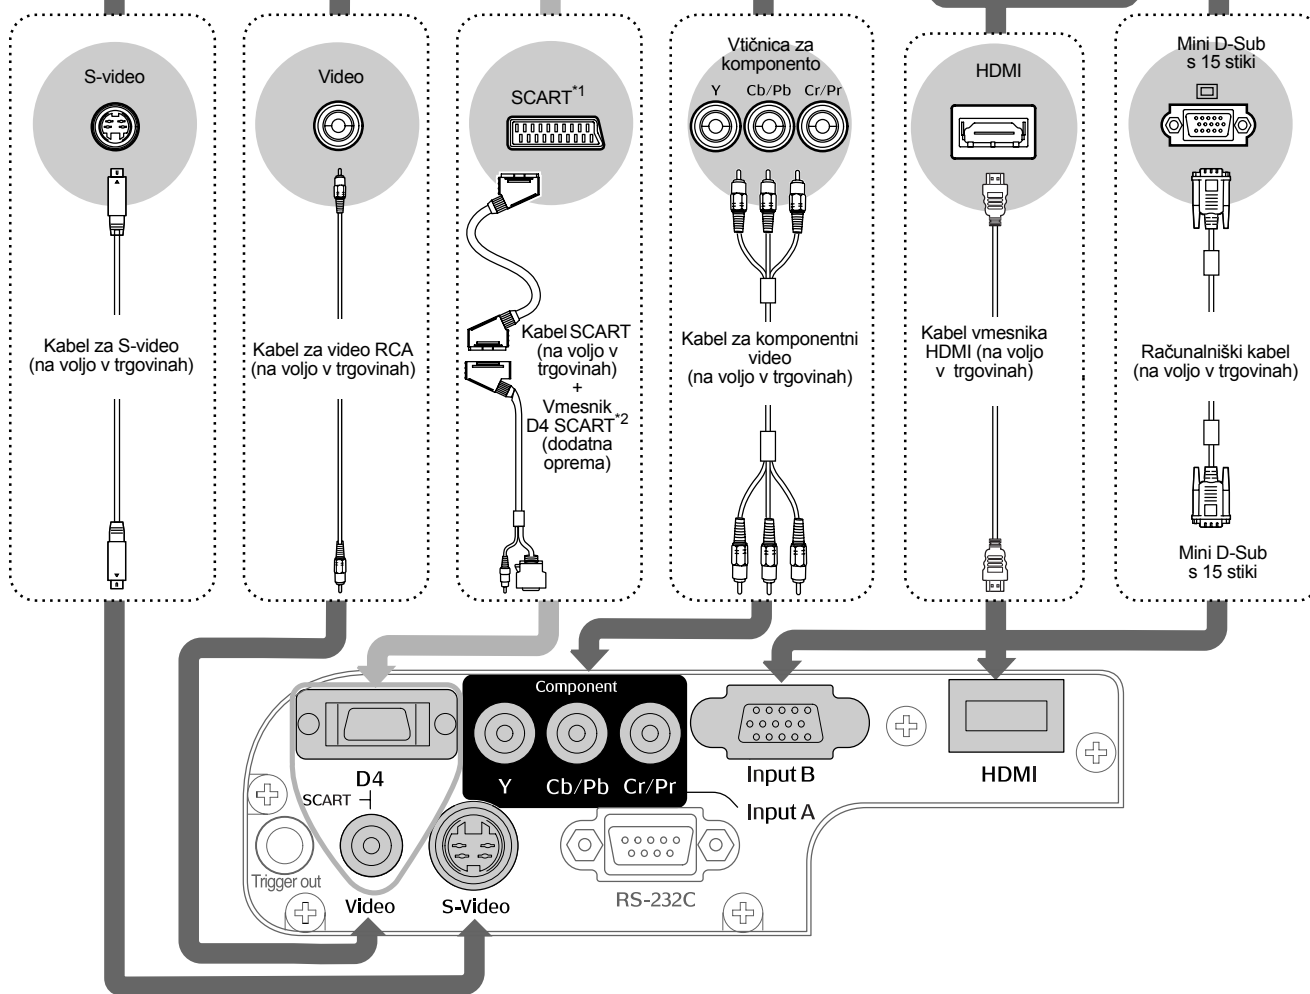 S-video
Video
SCART*1
Vtičnica za
komponento
Y Cb/Pb Cr/Pr
HDMI
Mini D-Sub
s 15 stiki
Kabel za S-video
(na voljo v trgovinah)
Kabel za video RCA
(na voljo v trgovinah)
Kabel SCART
(na voljo v
trgovinah)
+
Vmesnik
D4 SCART*2
(dodatna
oprema)
Kabel za komponentni
video
(na voljo v trgovinah)
Kabel vmesnika
HDMI (na voljo
v trgovinah)
Računalniški kabel
(na voljo v trgovinah)
Mini D-Sub
s 15 stiki
Component
Y Cb/Pb Cr/Pr
D4
SCART
Input B
Input A
HDMI
Trigger out
Video
S-Video
RS-232C